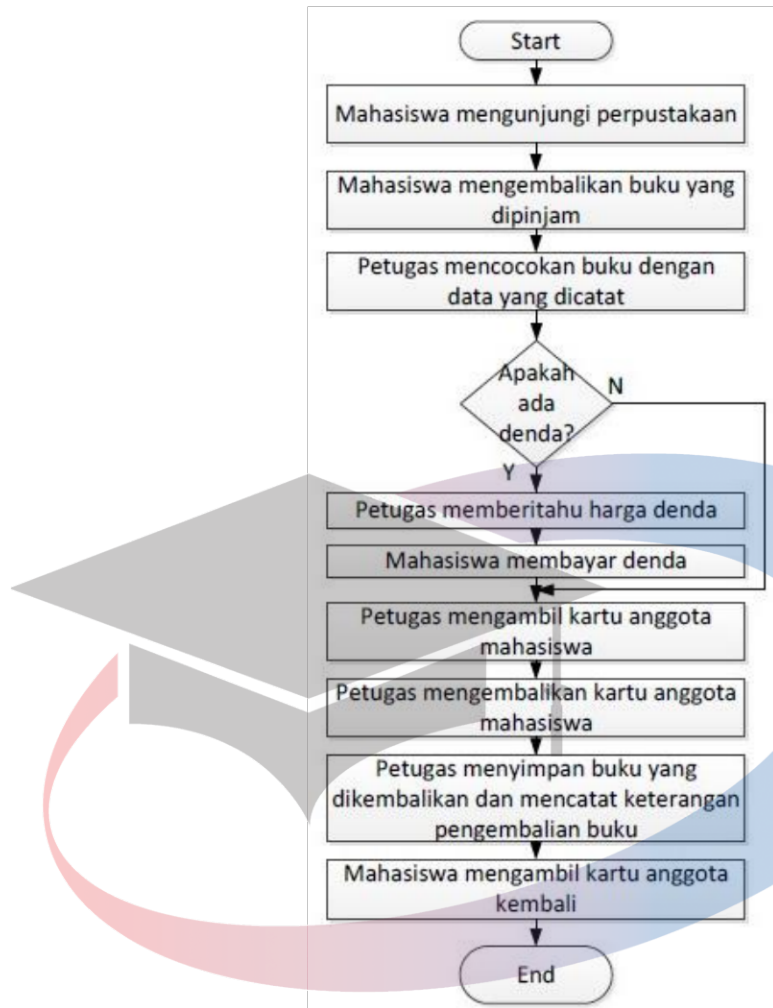 Start
Mahasiswa mengunjungi perpustakaan
Mahasiswa mengembalikan buku yang
dipinjam
Petugas mencocokan buku dengan
data yang dicatat
Apakah
ada
denda?
N
Y
Petugas memberitahu harga denda
Mahasiswa membayar denda
Petugas mengambil kartu anggota
mahasiswa
Petugas mengembalikan kartu anggota
mahasiswa
Petugas menyimpan buku yang
dikembalikan dan mencatat keterangan
pengembalian buku
Mahasiswa mengambil kartu anggota
kembali
End